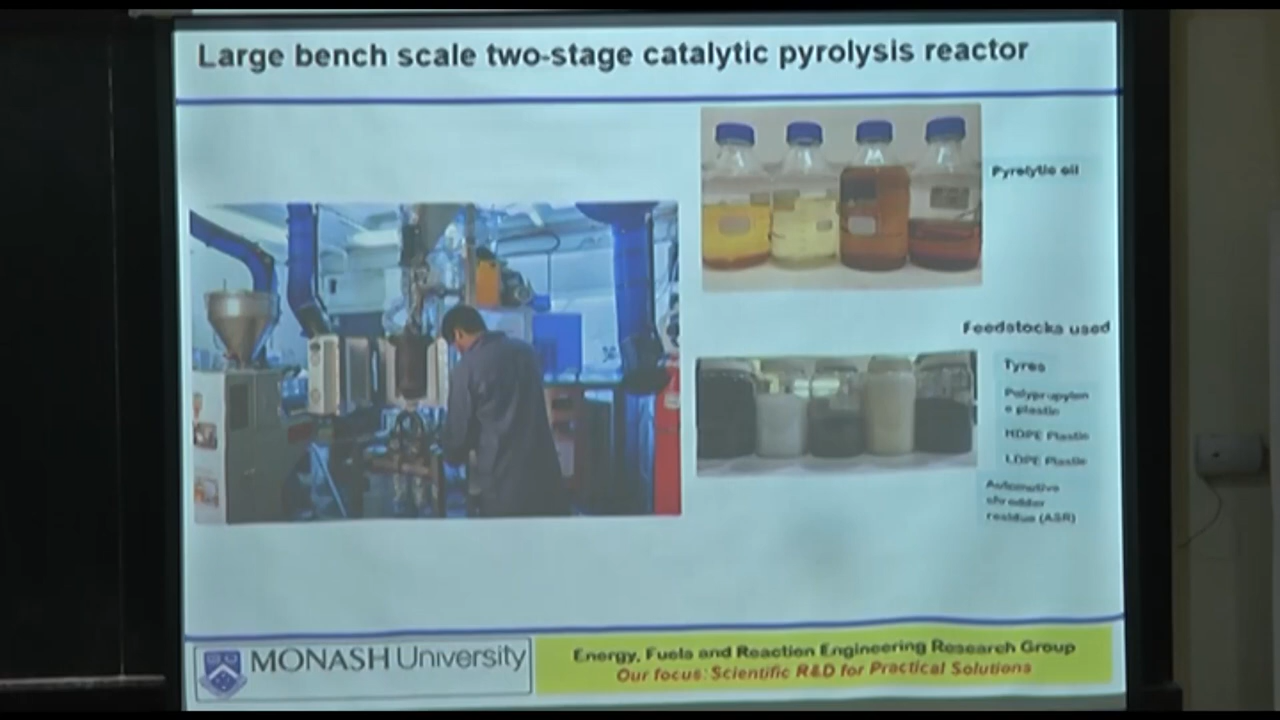 Large bench scale two-stage catalytic pyrolysis reactor
Pyrolytic oil
Feedstocks used
Tyres
Polypropylen
e plastic
HDPE Plastic
LDPE Plastic
Automotive
shredder
residue (ASR)
MONASH University
Energy, Fuels and Reaction Engineering Research Group
Our focus: Scientific R&D for Practical Solutions